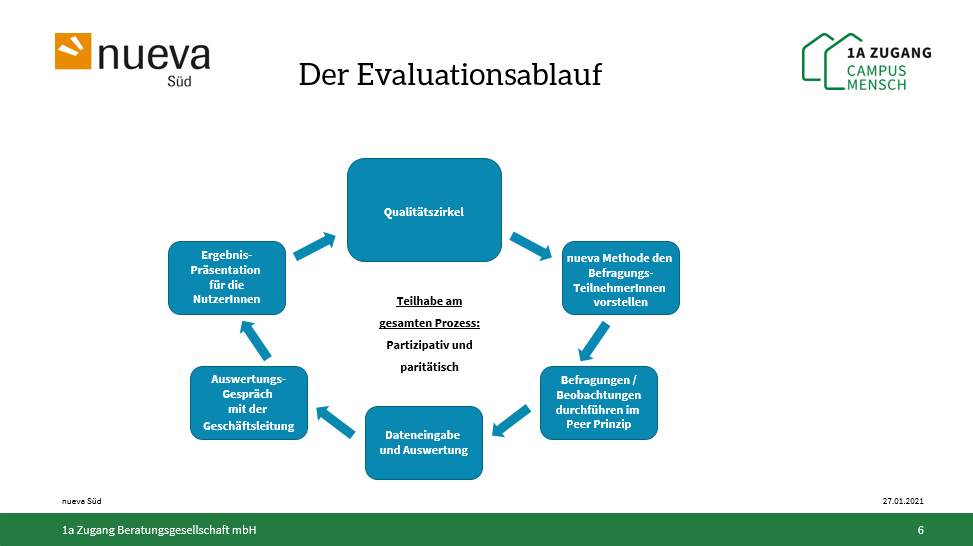 nueva
Süd
Der Evaluationsablauf
1A ZUGANG
CAMPUS
MENSCH
Qualitätszirkel
nueva Methode den
Befragungs-
TeilnehmerInnen
vorstellen
Befragungen /
Beobachtungen
durchführen im
Peer Prinzip
Dateneingabe
und Auswertung
Auswertungs-
Gespräch
mit der
Geschäftsleitung
Ergebnis-
Präsentation
für die
NutzerInnen
Teilhabe am
gesamten Prozess:
Partizipativ und
paritätisch
nueva Süd
27.01.2021
1a Zugang Beratungsgesellschaft mbH
6